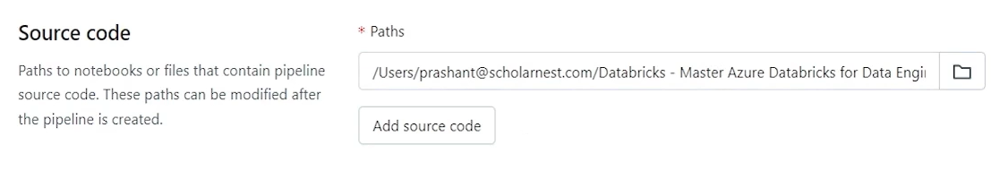 Source code
Paths to notebooks or files that contain pipeline
source code. These paths can be modified after
the pipeline is created.
* Paths
/Users/prashant@scholarnest.com/Databricks - Master Azure Databricks for Data Engi
Add source code